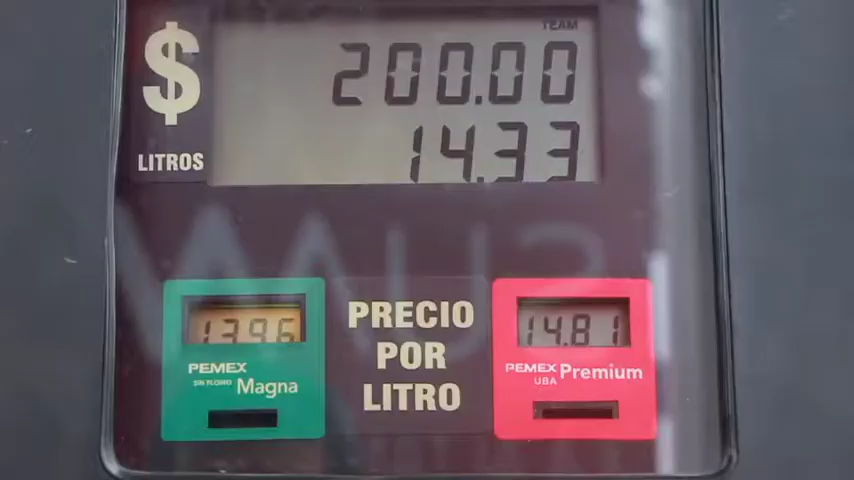 TEAM
$ 200.00
LITROS 14.33
13.96
PEMEX
SIN PLOMO Magna
PRECIO
POR
LITRO
14.81
PEMEX Premium
UBA